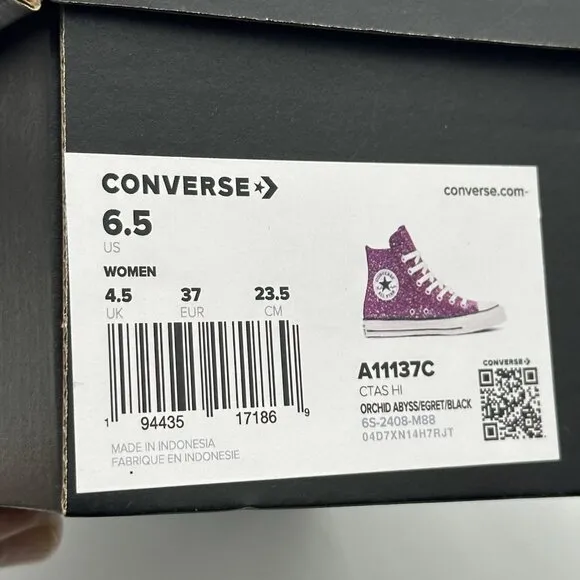 CONVERSE
converse.com
6.5
US
WOMEN
4.5 37 23.5
UK EUR CM
1 94435 17186 9
MADE IN INDONESIA
FABRIQUE EN INDONESIE
CONVERSE
ALL STAR
A11137C
CTAS HI
ORCHID ABYSS/EGRET/BLACK
6S-2408-M88
04D7XN14H7RJT
CONVERSE